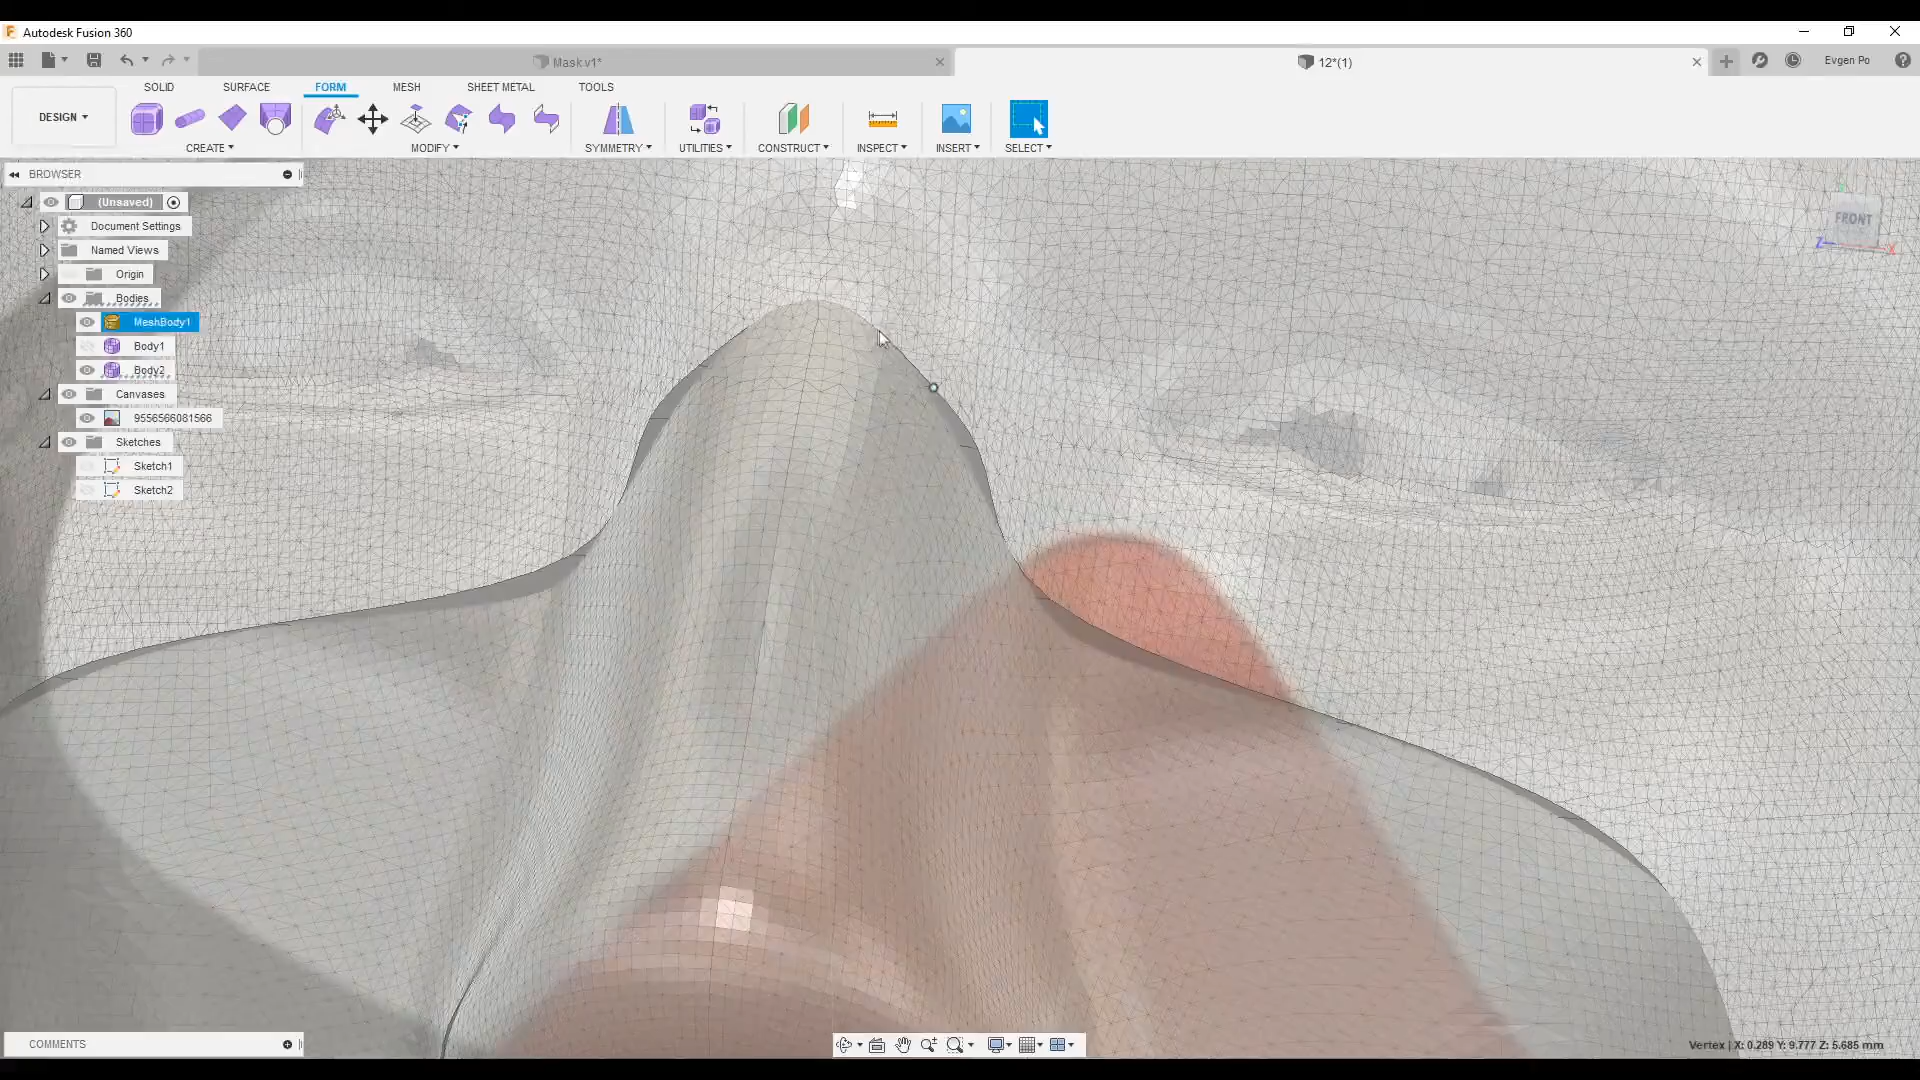 Autodesk Fusion 360
Mask v1*
12*(1)
Evgen Po
DESIGN
SOLID
SURFACE
FORM
MESH
SHEET METAL
TOOLS
CREATE
MODIFY
SYMMETRY
UTILITIES
CONSTRUCT
INSPECT
INSERT
SELECT
BROWSER
(Unsaved)
Document Settings
Named Views
Origin
Bodies
MeshBody1
Body1
Body2
Canvases
9556566081566
Sketches
Sketch1
Sketch2
FRONT
Z
X
COMMENTS
Vertex | X: 0.289 Y: 9.777 Z: 5.685 mm